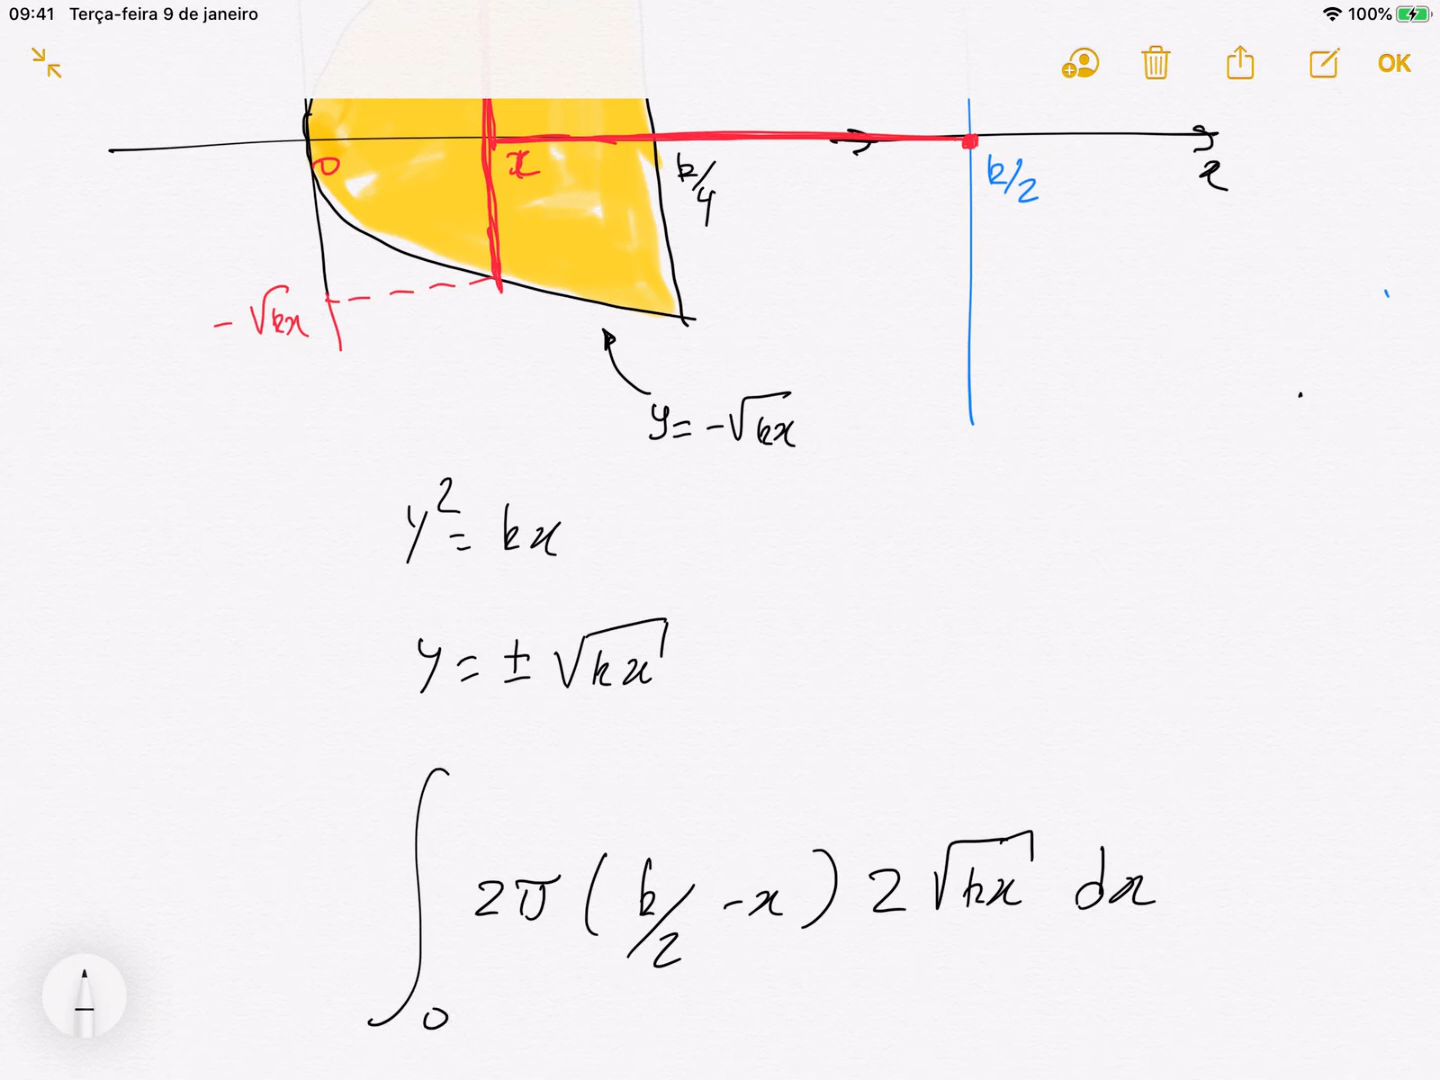 09:41 Terça-feira 9 de janeiro 100%
OK
0 x k/4 k/2 x
-√kx
y = -√kx
y² = kx
y = ± √kx
∫₀ 2π ( k/2 - x ) 2 √kx dx